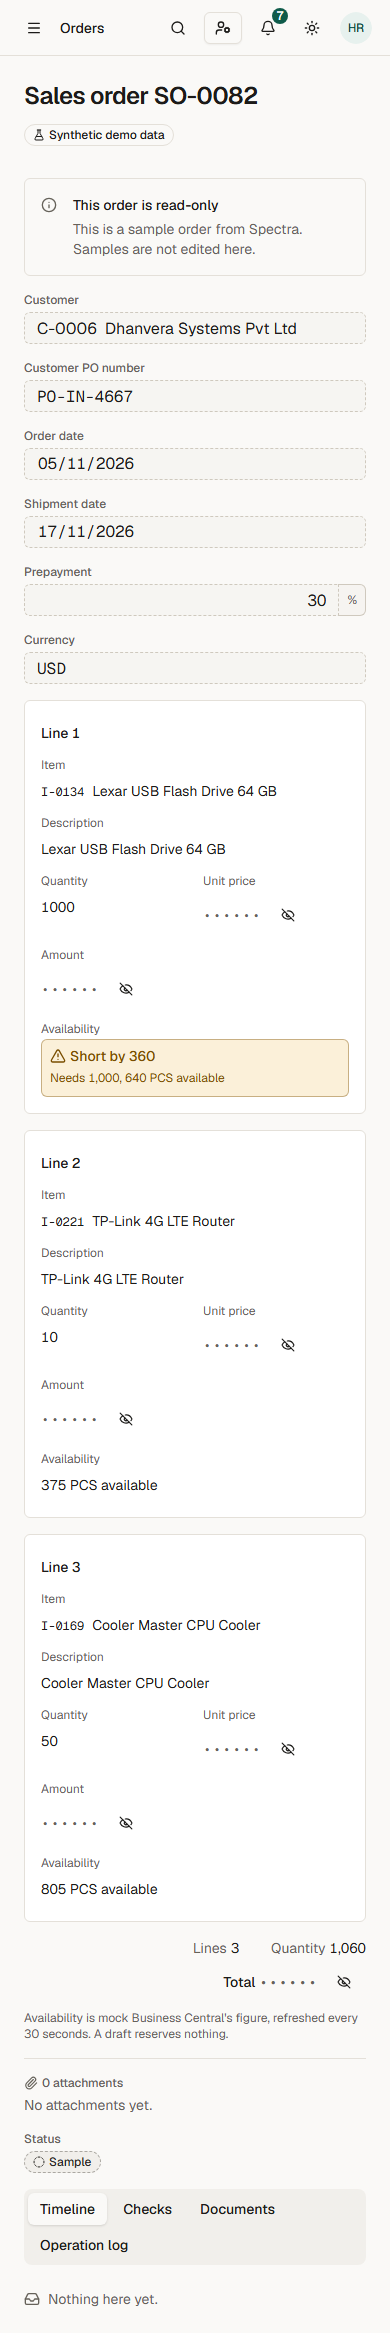 Orders
7
HR
Sales order SO-0082
Synthetic demo data
This order is read-only
This is a sample order from Spectra.
Samples are not edited here.
Customer
C-0006 Dhanvera Systems Pvt Ltd
Customer PO number
PO-IN-4667
Order date
05/11/2026
Shipment date
17/11/2026
Prepayment
30 %
Currency
USD
Line 1
Item
I-0134 Lexar USB Flash Drive 64 GB
Description
Lexar USB Flash Drive 64 GB
Quantity Unit price
1000 ••••••
Amount
••••••
Availability
Short by 360
Needs 1,000, 640 PCS available
Line 2
Item
I-0221 TP-Link 4G LTE Router
Description
TP-Link 4G LTE Router
Quantity Unit price
10 ••••••
Amount
••••••
Availability
375 PCS available
Line 3
Item
I-0169 Cooler Master CPU Cooler
Description
Cooler Master CPU Cooler
Quantity Unit price
50 ••••••
Amount
••••••
Availability
805 PCS available
Lines 3 Quantity 1,060
Total ••••••
Availability is mock Business Central's figure, refreshed every
30 seconds. A draft reserves nothing.
0 attachments
No attachments yet.
Status
Sample
Timeline Checks Documents
Operation log
Nothing here yet.